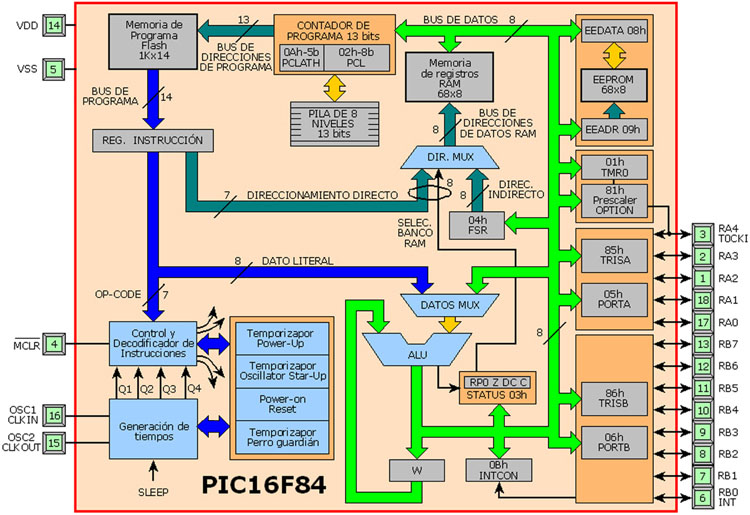 VDD 14
VSS 5
Memoria de
Programa
Flash
1Kx14
13
BUS DE
DIRECCIONES
DE PROGRAMA
CONTADOR DE
PROGRAMA 13 bits
0Ah-5b
PCLATH
02h-8b
PCL
PILA DE 8
NIVELES
13 bits
BUS DE DATOS 8
Memoria
de registros
RAM
68x8
EEDATA 08h
EEPROM
68x8
EEADR 09h
BUS DE
PROGRAMA
14
REG. INSTRUCCIÓN
8
BUS DE
DIRECCIONES
DE DATOS RAM
DIR. MUX
7 DIRECCIONAMIENTO DIRECTO
8
8
DIREC.
INDIRECTO
SELEC.
BANCO
RAM
04h
FSR
01h
TMR0
81h
Prescaler
OPTION
85h
TRISA
05h
PORTA
8 DATO LITERAL
OP-CODE 7
DATOS MUX
ALU
8
MCLR 4
Control y
Decodificador de
Instrucciones
Q1 Q2 Q3 Q4
Generación de
tiempos
SLEEP
OSC1
CLKIN
16
OSC2
CLKOUT
15
Temporizapor
Power-Up
Temporizapor
Oscillator Star-Up
Power-on
Reset
Temporizapor
Perro guardián
RP0 Z DC C
STATUS 03h
W
0Bh
INTCON
86h
TRISB
06h
PORTB
PIC16F84
3 RA4
T0CKI
2 RA3
1 RA2
18 RA1
17 RA0
13 RB7
12 RB6
11 RB5
10 RB4
9 RB3
8 RB2
7 RB1
6 RB0
INT